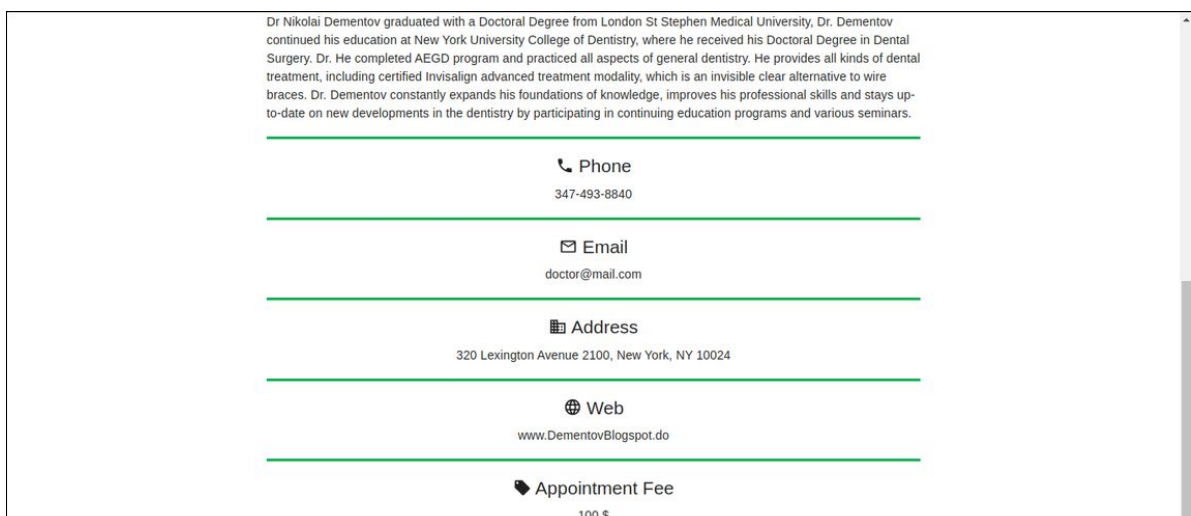 Dr Nikolai Dementov graduated with a Doctoral Degree from London St Stephen Medical University, Dr. Dementov
continued his education at New York University College of Dentistry, where he received his Doctoral Degree in Dental
Surgery. Dr. He completed AEGD program and practiced all aspects of general dentistry. He provides all kinds of dental
treatment, including certified Invisalign advanced treatment modality, which is an invisible clear alternative to wire
braces. Dr. Dementov constantly expands his foundations of knowledge, improves his professional skills and stays up-
to-date on new developments in the dentistry by participating in continuing education programs and various seminars.
Phone
347-493-8840
Email
doctor@mail.com
Address
320 Lexington Avenue 2100, New York, NY 10024
Web
www.DementovBlogspot.do
Appointment Fee
100 $